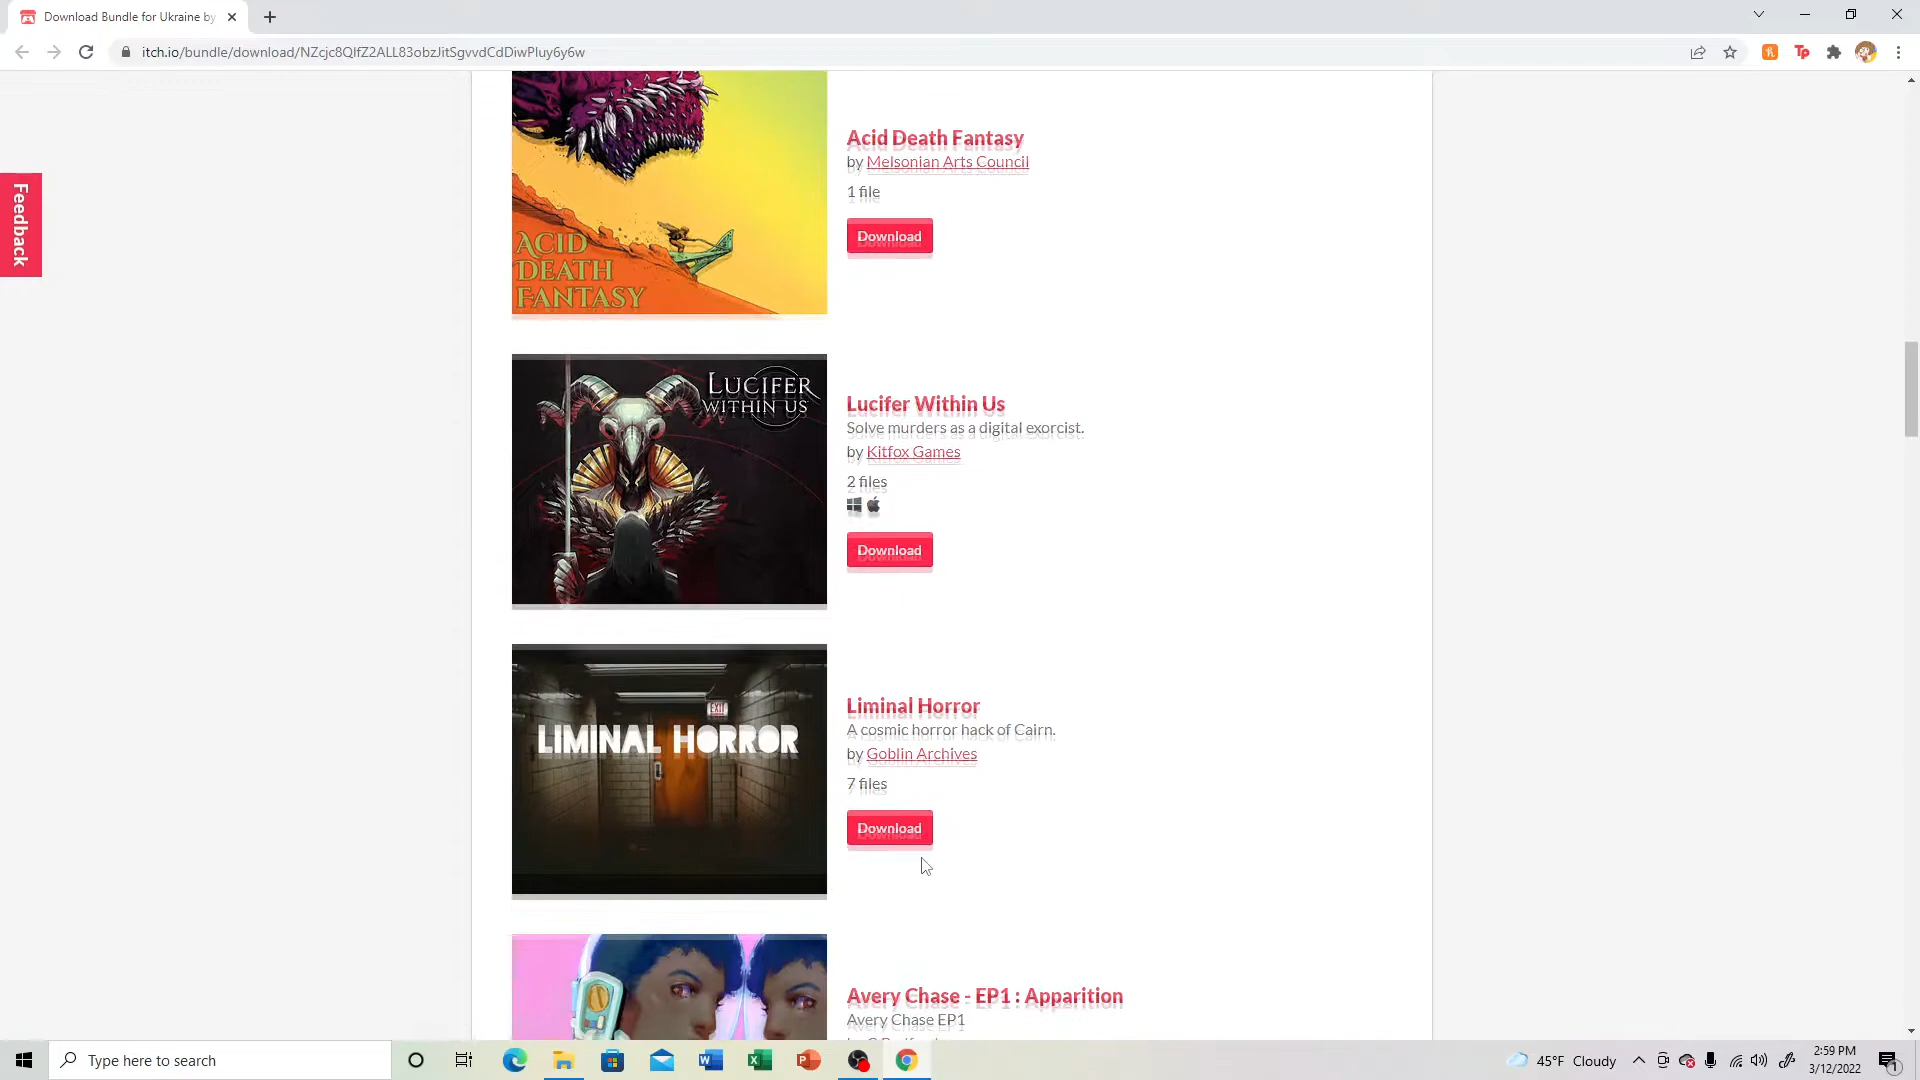 Download Bundle for Ukraine by
itch.io/bundle/download/NZcjc8QlfZ2ALL83obzJitSgvvdCdDiwPluy6y6w
Feedback
ACID
DEATH
FANTASY
Acid Death Fantasy
by Melsonian Arts Council
1 file
Download
LUCIFER
WITHIN US
Lucifer Within Us
Solve murders as a digital exorcist.
by Kitfox Games
2 files
Download
EXIT
LIMINAL HORROR
Liminal Horror
A cosmic horror hack of Cairn.
by Goblin Archives
7 files
Download
Avery Chase - EP1 : Apparition
Avery Chase EP1
Type here to search
45°F Cloudy
2:59 PM
3/12/2022
1